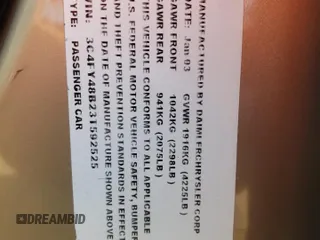 MANUFACTURED BY DAIMLERCHRYSLER CORP
DATE: Jan 03 GVWR 1916KG (4225LB)
GAWR FRONT 1042KG (2298LB)
GAWR REAR 941KG (2075LB)
THIS VEHICLE CONFORMS TO ALL APPLICABLE
U.S. FEDERAL MOTOR VEHICLE SAFETY, BUMPER
AND THEFT PREVENTION STANDARDS IN EFFECT
ON THE DATE OF MANUFACTURE SHOWN ABOVE
VIN: 3C4FY48B23T592525
TYPE: PASSENGER CAR
DREAMBID